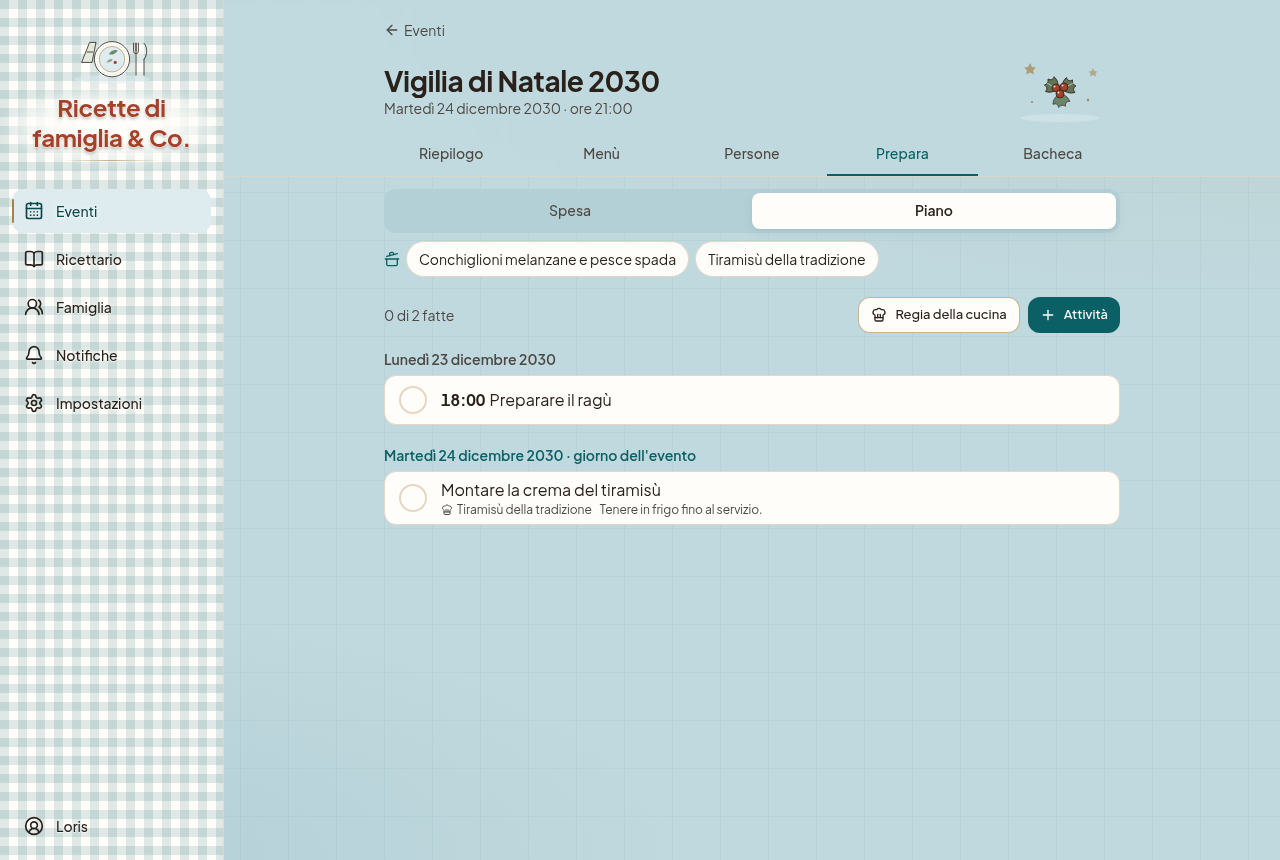 Ricette di
famiglia & Co.
Eventi
Ricettario
Famiglia
Notifiche
Impostazioni
Loris
Eventi
Vigilia di Natale 2030
Martedì 24 dicembre 2030 · ore 21:00
Riepilogo
Menù
Persone
Prepara
Bacheca
Spesa
Piano
Conchiglioni melanzane e pesce spada
Tiramisù della tradizione
0 di 2 fatte
Regia della cucina
Attività
Lunedì 23 dicembre 2030
18:00 Preparare il ragù
Martedì 24 dicembre 2030 · giorno dell'evento
Montare la crema del tiramisù
Tiramisù della tradizione Tenere in frigo fino al servizio.